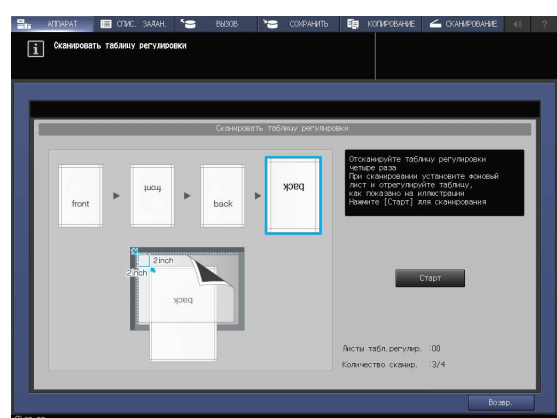 АППАРАТ СПИС. ЗАДАН. ВЫЗОВ СОХРАНИТЬ КОПИРОВАНИЕ СКАНИРОВАНИЕ ?
Сканировать таблицу регулировки
Сканировать таблицу регулировки
front front back back
Отсканируйте таблицу регулировки
четыре раза
При сканировании установите фоновый
лист и отрегулируйте таблицу,
как показано на иллюстрации
Нажмите [Старт] для сканирования
2inch
2inch
back
Старт
Листы табл.регулир. :00
Количество сканир. :3/4
Возвр.